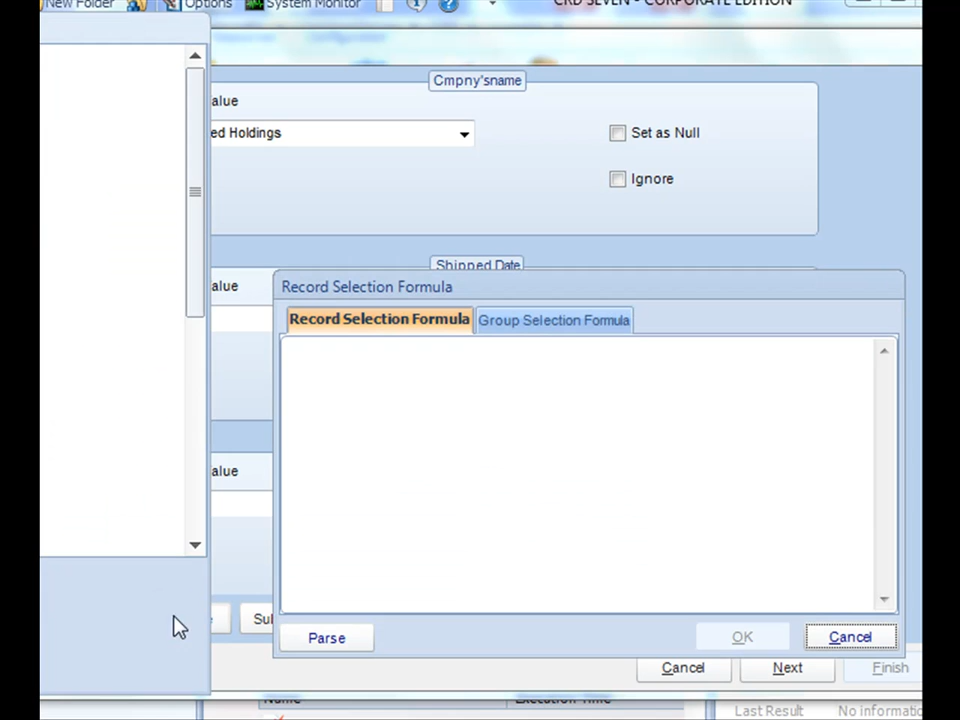 New Folder Options System Monitor CRD SEVEN - CORPORATE EDITION
Cmpny'sname
alue
ed Holdings Set as Null
Ignore
Shipped Date
alue
Record Selection Formula
Record Selection Formula Group Selection Formula
alue
Su
Parse OK Cancel
Cancel Next Finish
Name Execution Time
Last Result No informatio